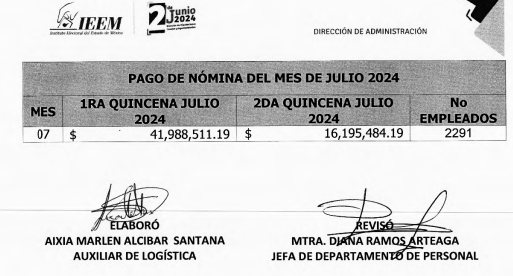 IEEM
Instituto Electoral del Estado de México
2 de Junio
2024
DIRECCIÓN DE ADMINISTRACIÓN
PAGO DE NÓMINA DEL MES DE JULIO 2024
MES 1RA QUINCENA JULIO 2024 2DA QUINCENA JULIO 2024 No EMPLEADOS
07 $ 41,988,511.19 $ 16,195,484.19 2291
ELABORÓ
AIXIA MARLEN ALCIBAR SANTANA
AUXILIAR DE LOGÍSTICA
REVISÓ
MTRA. DIANA RAMOS ARTEAGA
JEFA DE DEPARTAMENTO DE PERSONAL